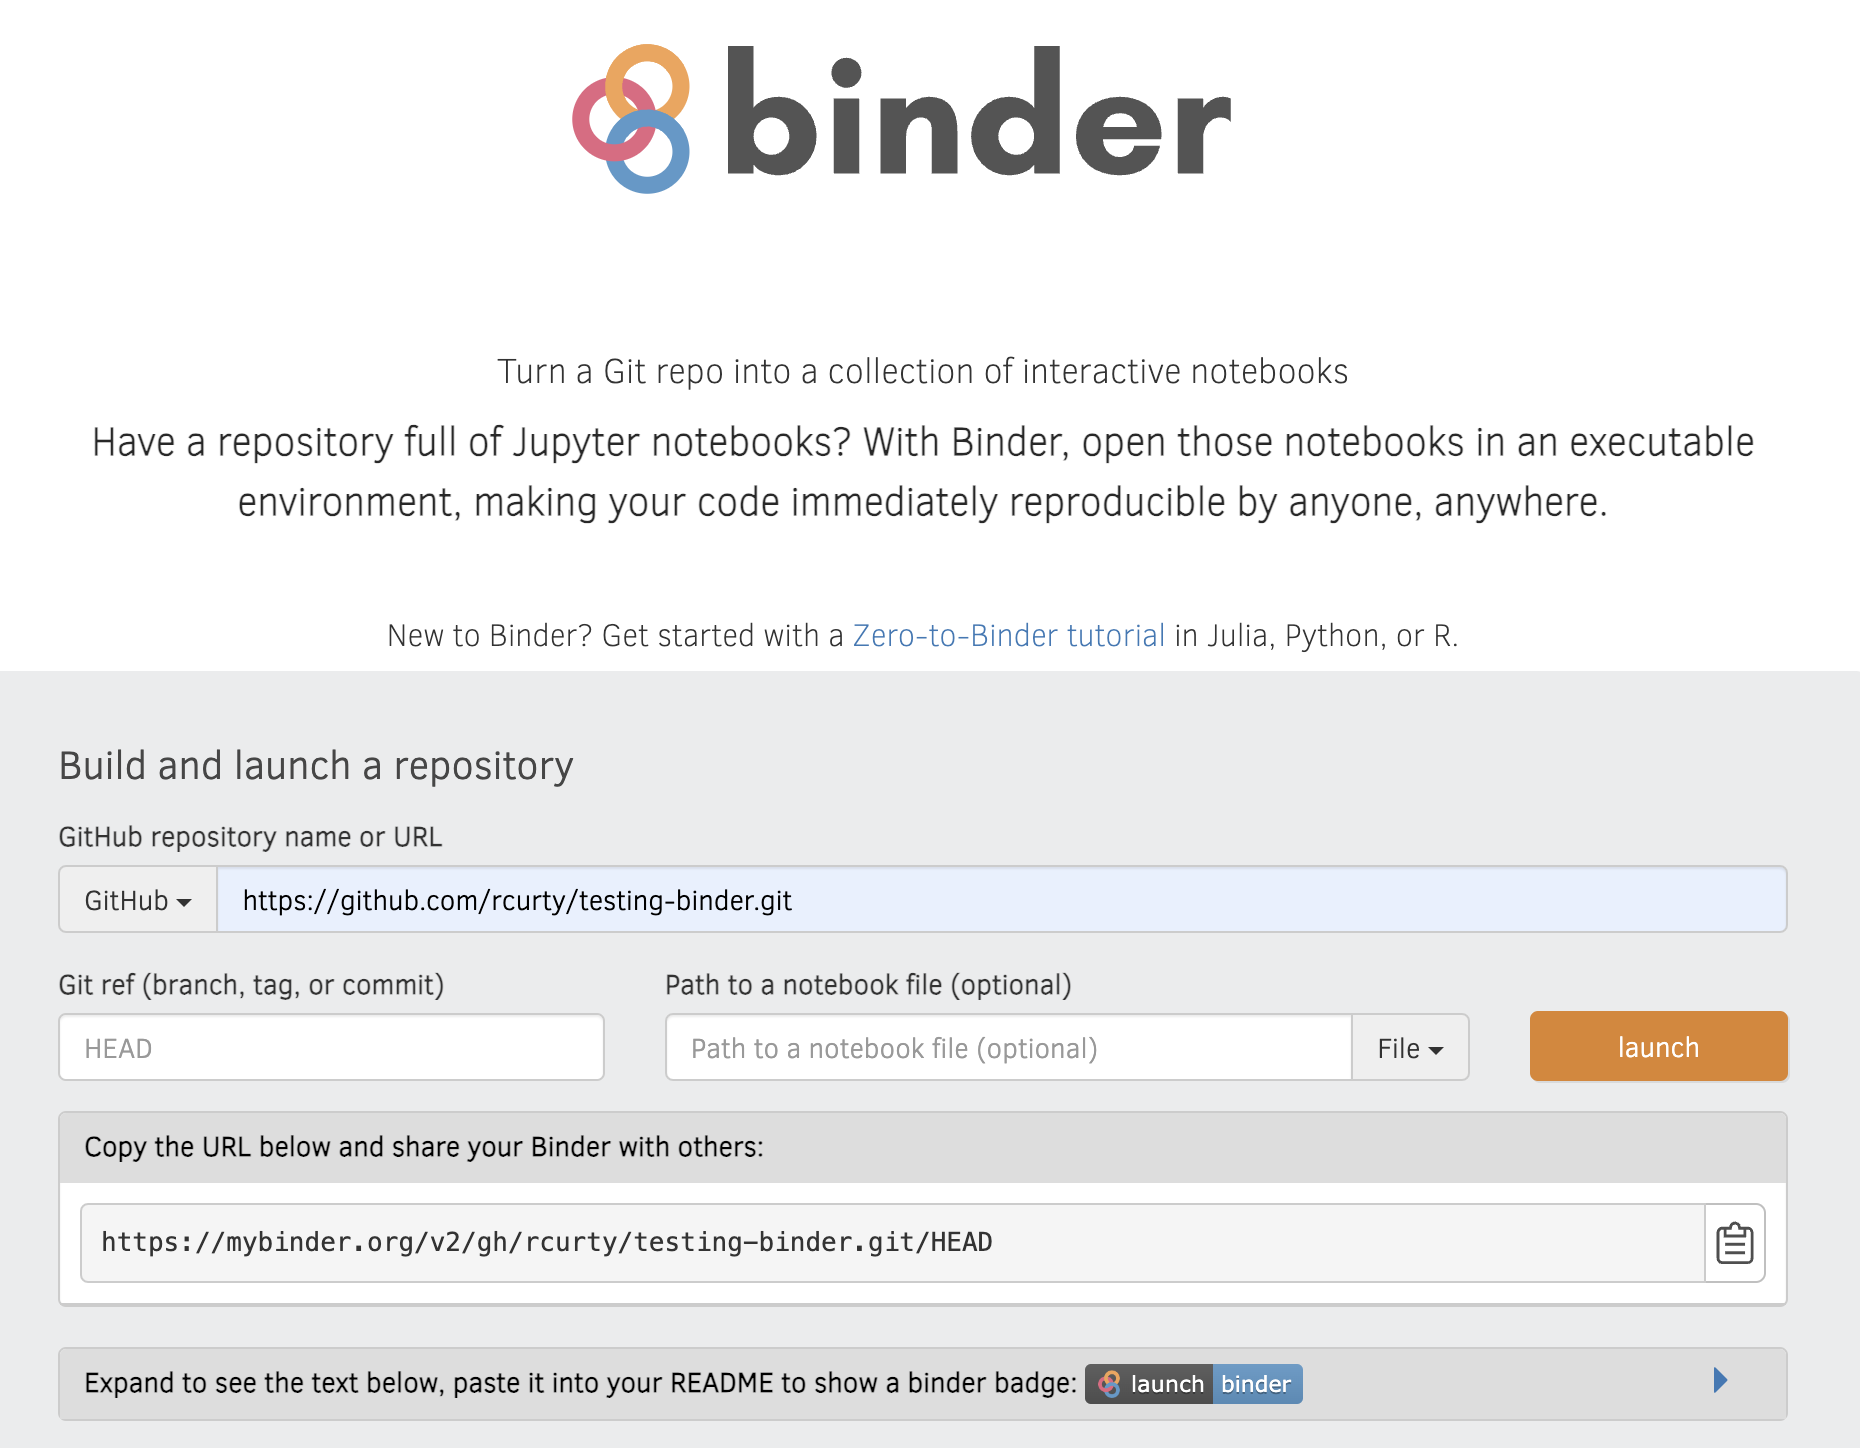 binder
Turn a Git repo into a collection of interactive notebooks
Have a repository full of Jupyter notebooks? With Binder, open those notebooks in an executable
environment, making your code immediately reproducible by anyone, anywhere.
New to Binder? Get started with a Zero-to-Binder tutorial in Julia, Python, or R.
Build and launch a repository
GitHub repository name or URL
GitHub https://github.com/rcurty/testing-binder.git
Git ref (branch, tag, or commit) Path to a notebook file (optional)
HEAD Path to a notebook file (optional) File launch
Copy the URL below and share your Binder with others:
https://mybinder.org/v2/gh/rcurty/testing-binder.git/HEAD
Expand to see the text below, paste it into your README to show a binder badge: launch binder